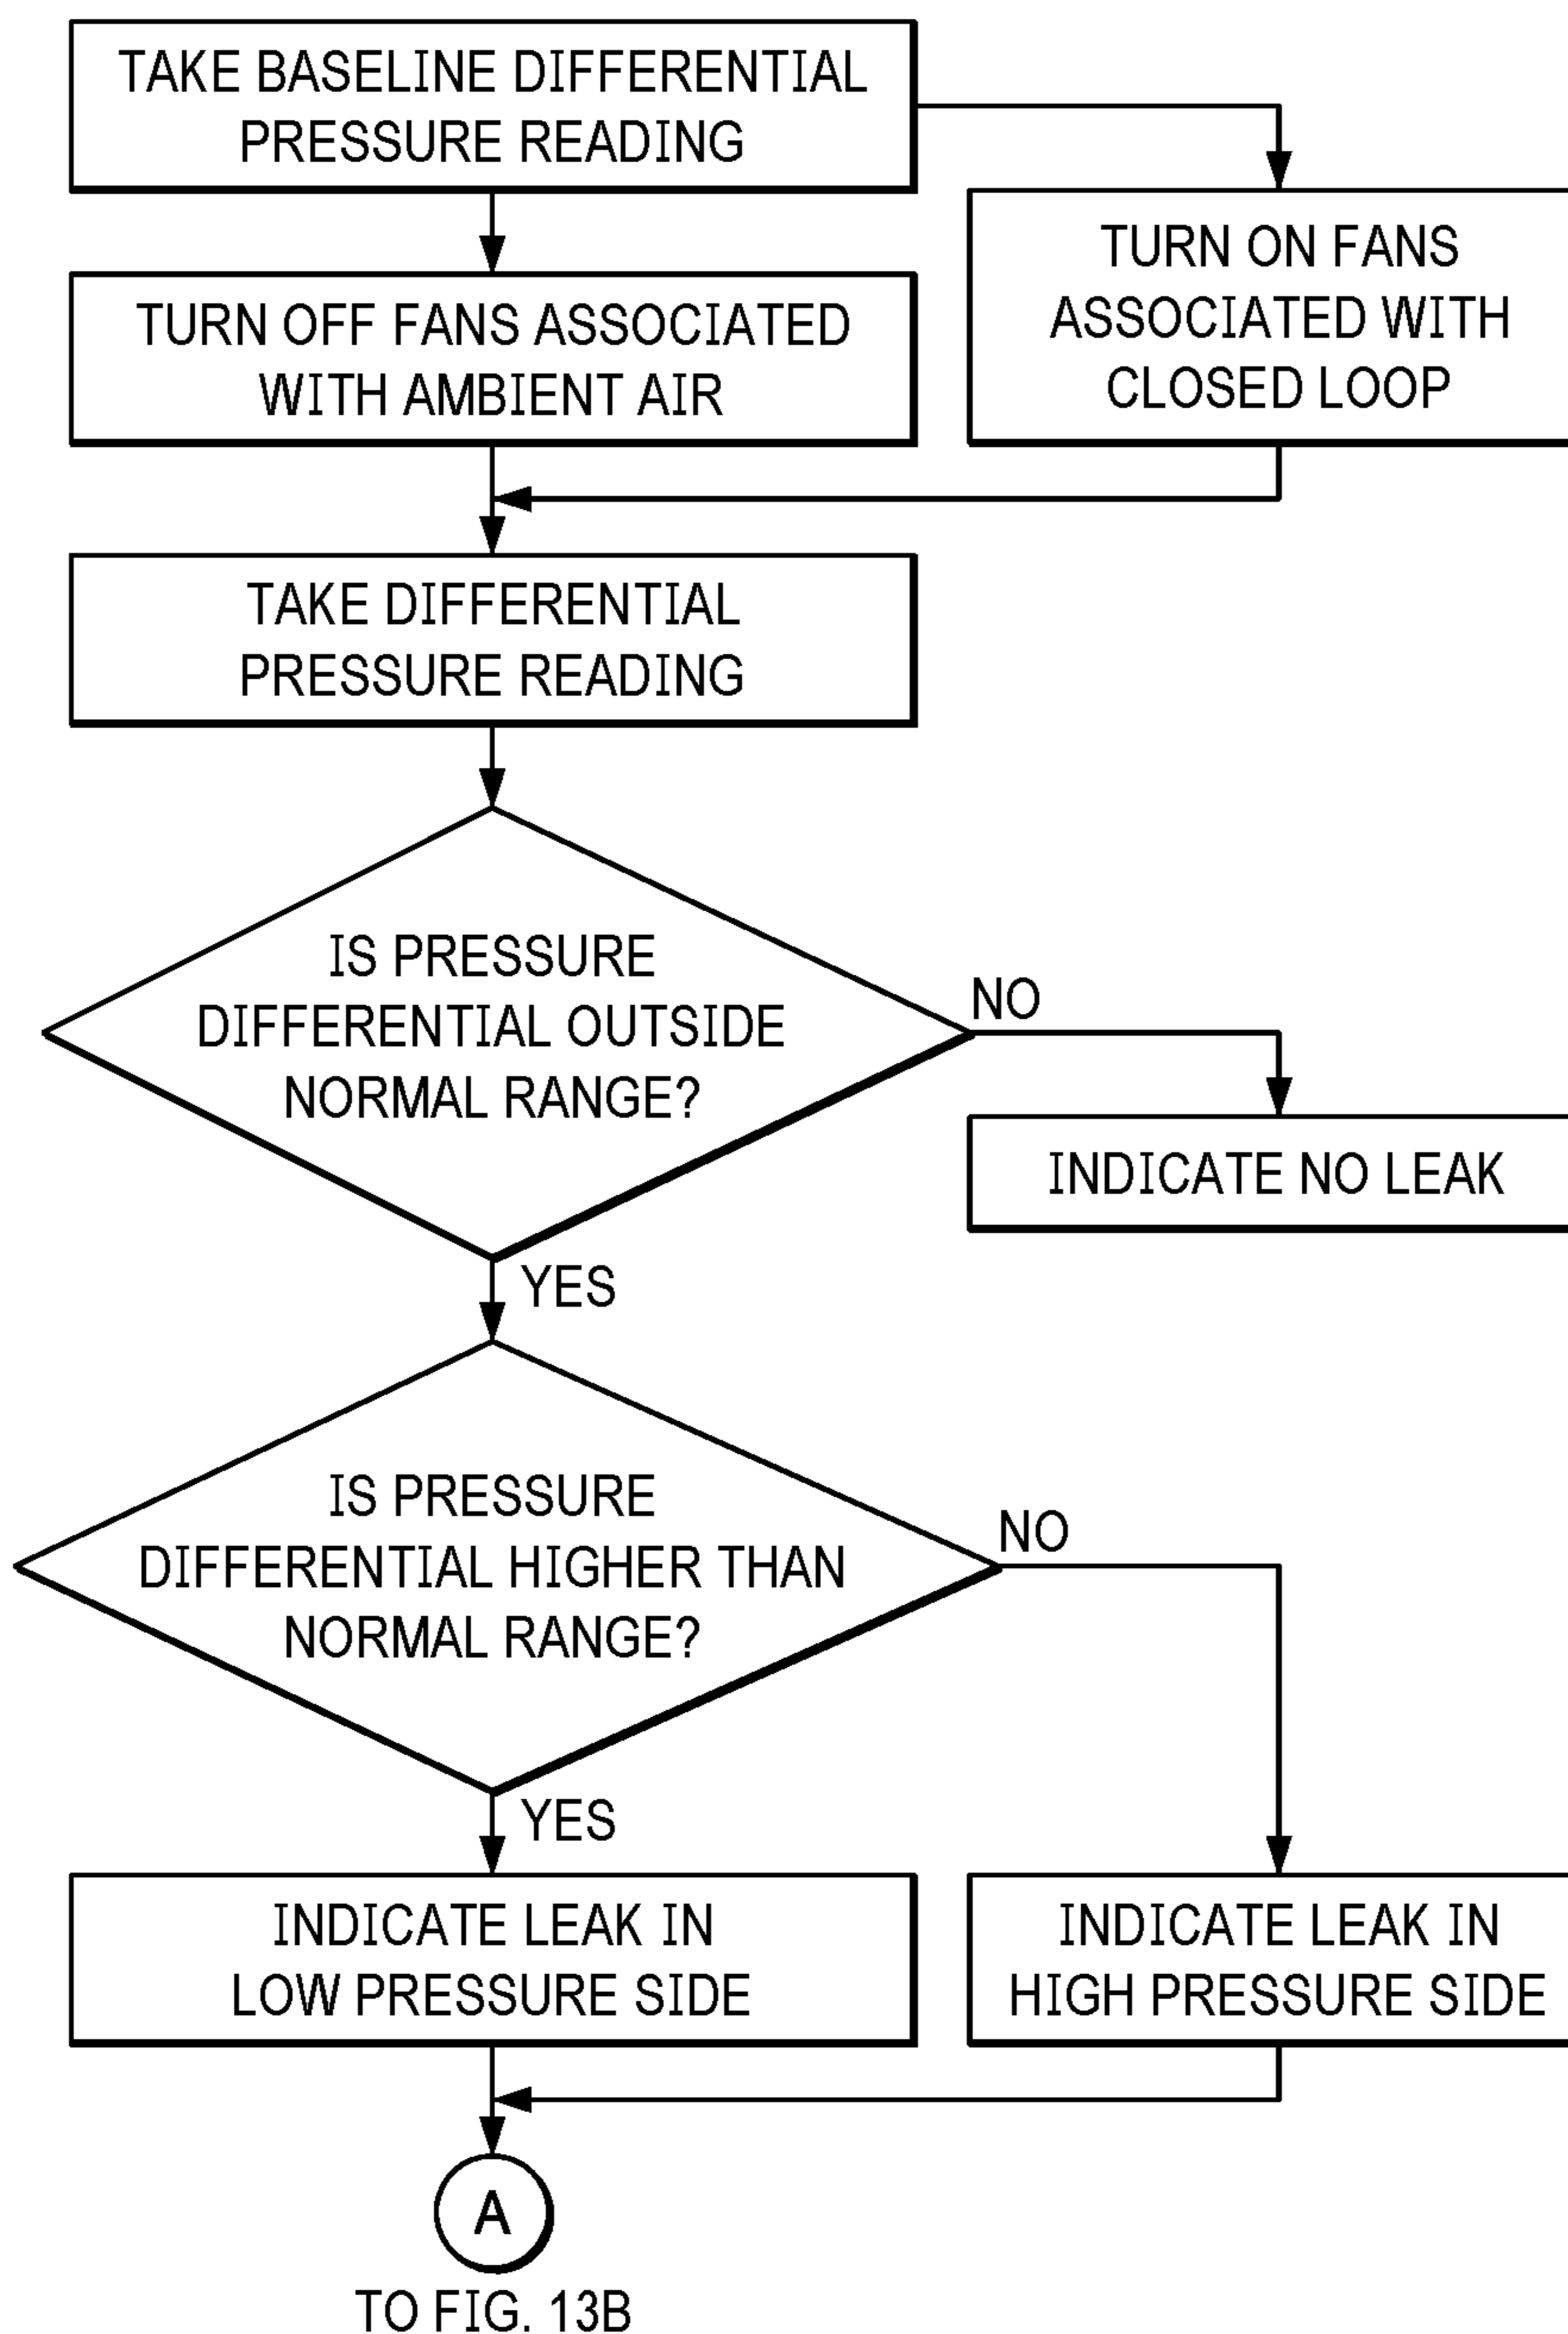 TAKE BASELINE DIFFERENTIAL
PRESSURE READING
TURN ON FANS
ASSOCIATED WITH
CLOSED LOOP
TURN OFF FANS ASSOCIATED
WITH AMBIENT AIR
TAKE DIFFERENTIAL
PRESSURE READING
IS PRESSURE
DIFFERENTIAL OUTSIDE
NORMAL RANGE?
NO
INDICATE NO LEAK
YES
IS PRESSURE
DIFFERENTIAL HIGHER THAN
NORMAL RANGE?
NO
YES
INDICATE LEAK IN
LOW PRESSURE SIDE
INDICATE LEAK IN
HIGH PRESSURE SIDE
A
TO FIG. 13B